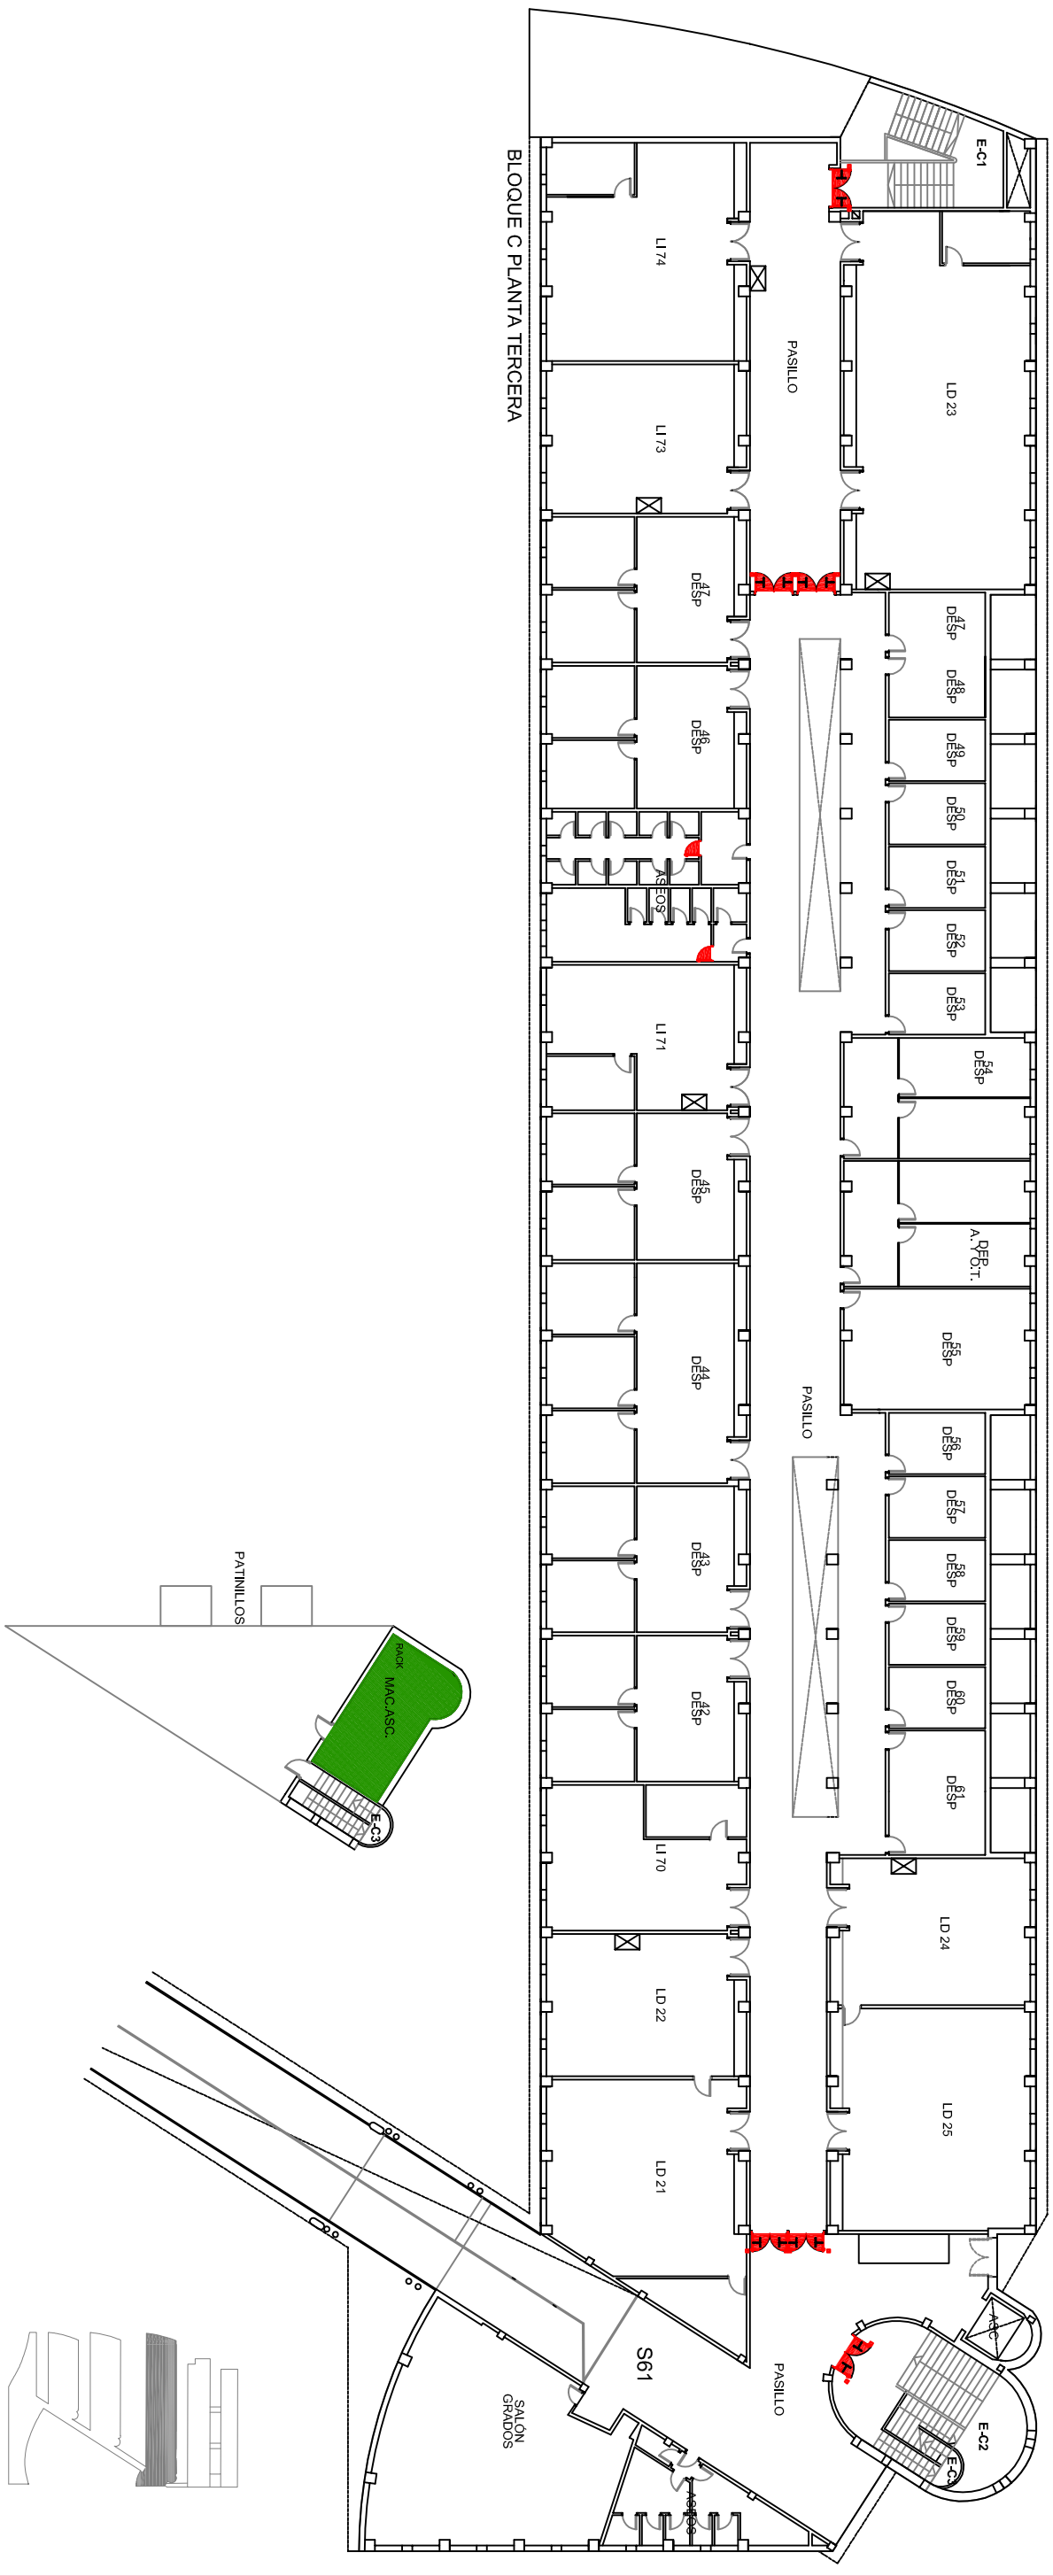 BLOQUE C PLANTA TERCERA
E-C1
LI 74
PASILLO
LD 23
LI 73
47
DESP
47
DESP
48
DESP
46
DESP
49
DESP
50
DESP
51
DESP
ASEOS
52
DESP
53
DESP
LI 71
54
DESP
45
DESP
DEP.
A. Y O.T.
55
DESP
44
DESP
PASILLO
56
DESP
57
DESP
43
DESP
58
DESP
59
DESP
60
DESP
42
DESP
61
DESP
PATINILLOS
RACK
MAC.ASC.
E-C3
LI 70
LD 24
LD 22
LD 25
LD 21
ASC
S61
PASILLO
SALÓN
GRADOS
E-C2
E-C3
ASEOS